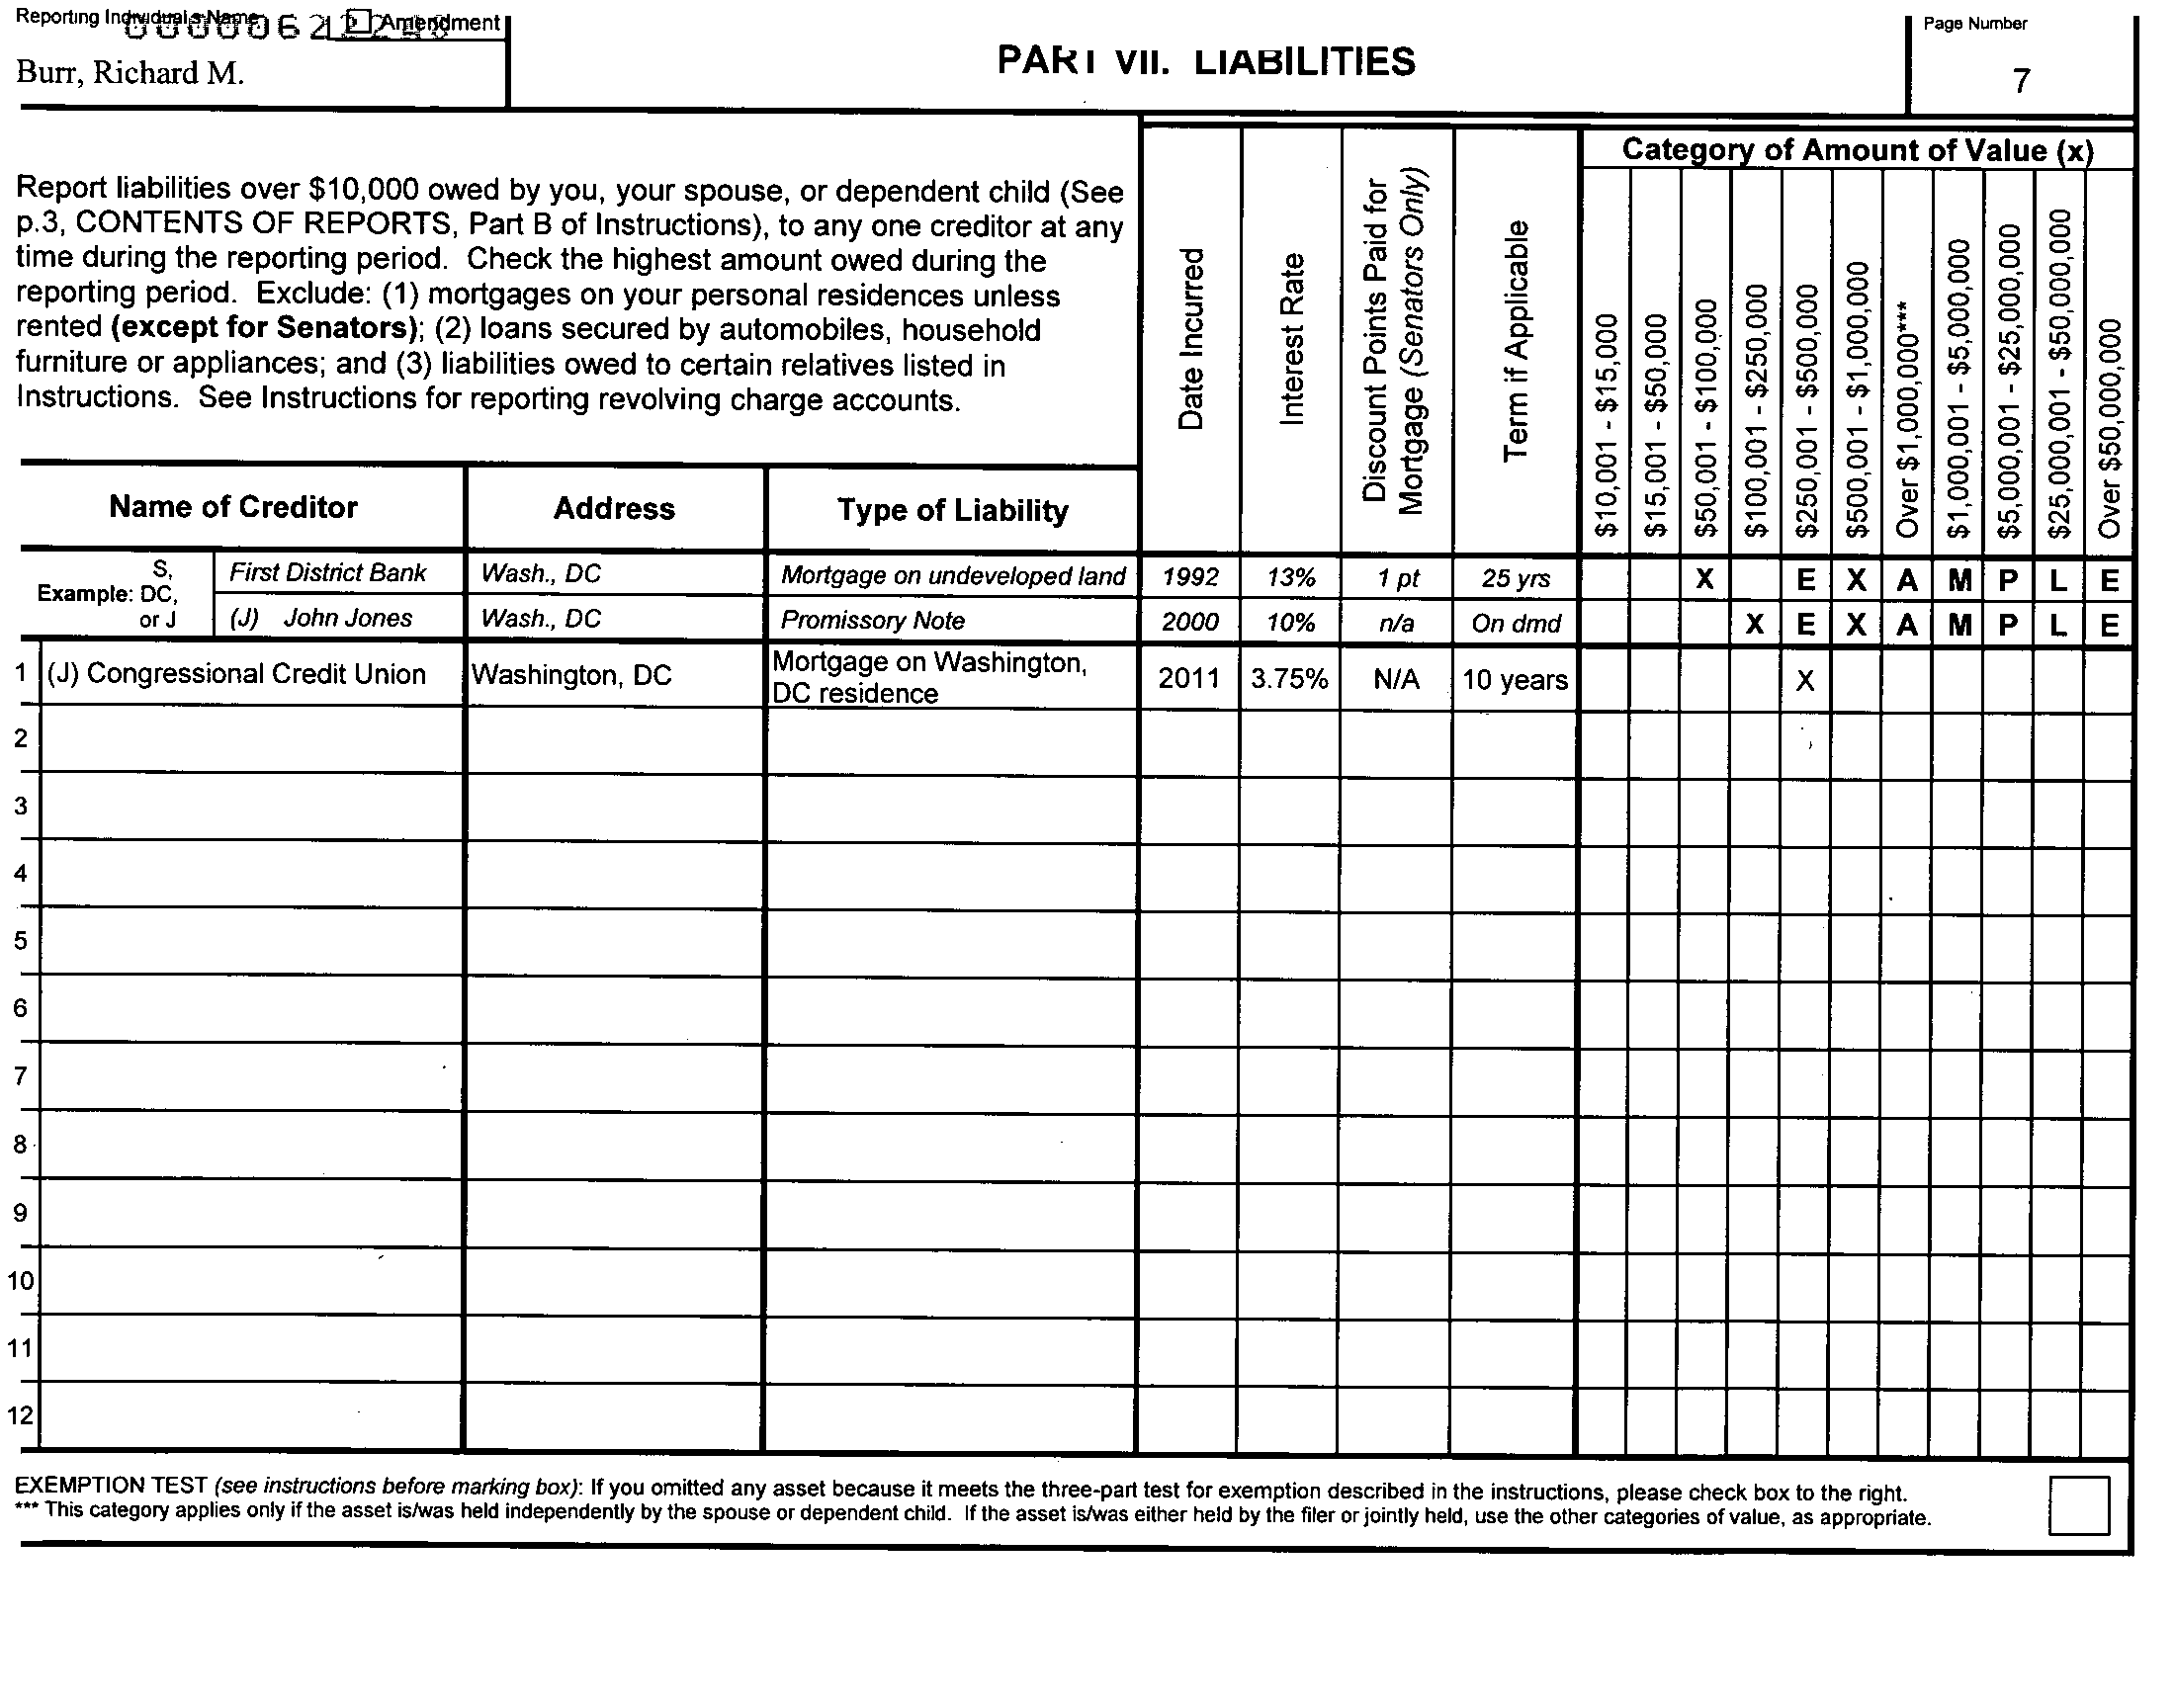 Reporting Individual's Name
Amendment
Burr, Richard M.
PART VII. LIABILITIES
Page Number
7
Report liabilities over $10,000 owed by you, your spouse, or dependent child (See
p.3, CONTENTS OF REPORTS, Part B of Instructions), to any one creditor at any
time during the reporting period. Check the highest amount owed during the
reporting period. Exclude: (1) mortgages on your personal residences unless
rented (except for Senators); (2) loans secured by automobiles, household
furniture or appliances; and (3) liabilities owed to certain relatives listed in
Instructions. See Instructions for reporting revolving charge accounts.
Date Incurred
Interest Rate
Discount Points Paid for
Mortgage (Senators Only)
Term if Applicable
Category of Amount of Value (x)
$10,001 - $15,000
$15,001 - $50,000
$50,001 - $100,000
$100,001 - $250,000
$250,001 - $500,000
$500,001 - $1,000,000
Over $1,000,000***
$1,000,001 - $5,000,000
$5,000,001 - $25,000,000
$25,000,001 - $50,000,000
Over $50,000,000
Name of Creditor Address Type of Liability
Example: S,
DC,
or J
First District Bank Wash., DC Mortgage on undeveloped land 1992 13% 1 pt 25 yrs X E X A M P L E
(J) John Jones Wash., DC Promissory Note 2000 10% n/a On dmd X E X A M P L E
1 (J) Congressional Credit Union Washington, DC Mortgage on Washington,
DC residence 2011 3.75% N/A 10 years X
2
3
4
5
6
7
8
9
10
11
12
EXEMPTION TEST (see instructions before marking box): If you omitted any asset because it meets the three-part test for exemption described in the instructions, please check box to the right.
*** This category applies only if the asset is/was held independently by the spouse or dependent child. If the asset is/was either held by the filer or jointly held, use the other categories of value, as appropriate.